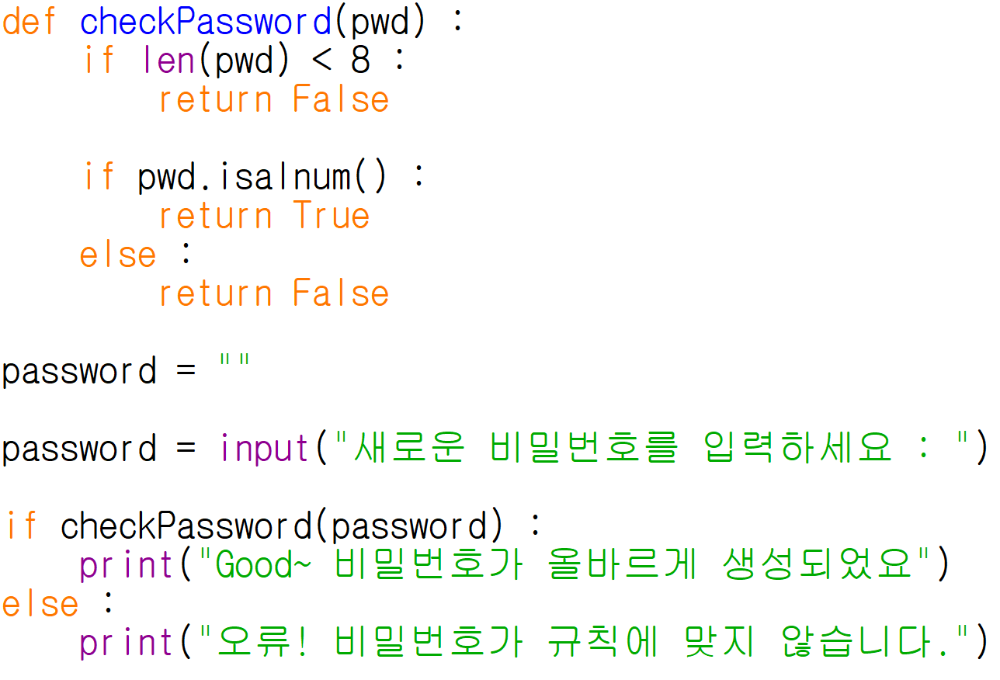 def checkPassword(pwd) :
    if len(pwd) < 8 :
        return False

    if pwd.isalnum() :
        return True
    else :
        return False

password = ""

password = input("새로운 비밀번호를 입력하세요 : ")

if checkPassword(password) :
    print("Good~ 비밀번호가 올바르게 생성되었요")
else :
    print("오류! 비밀번호가 규칙에 맞지 않습니다.")